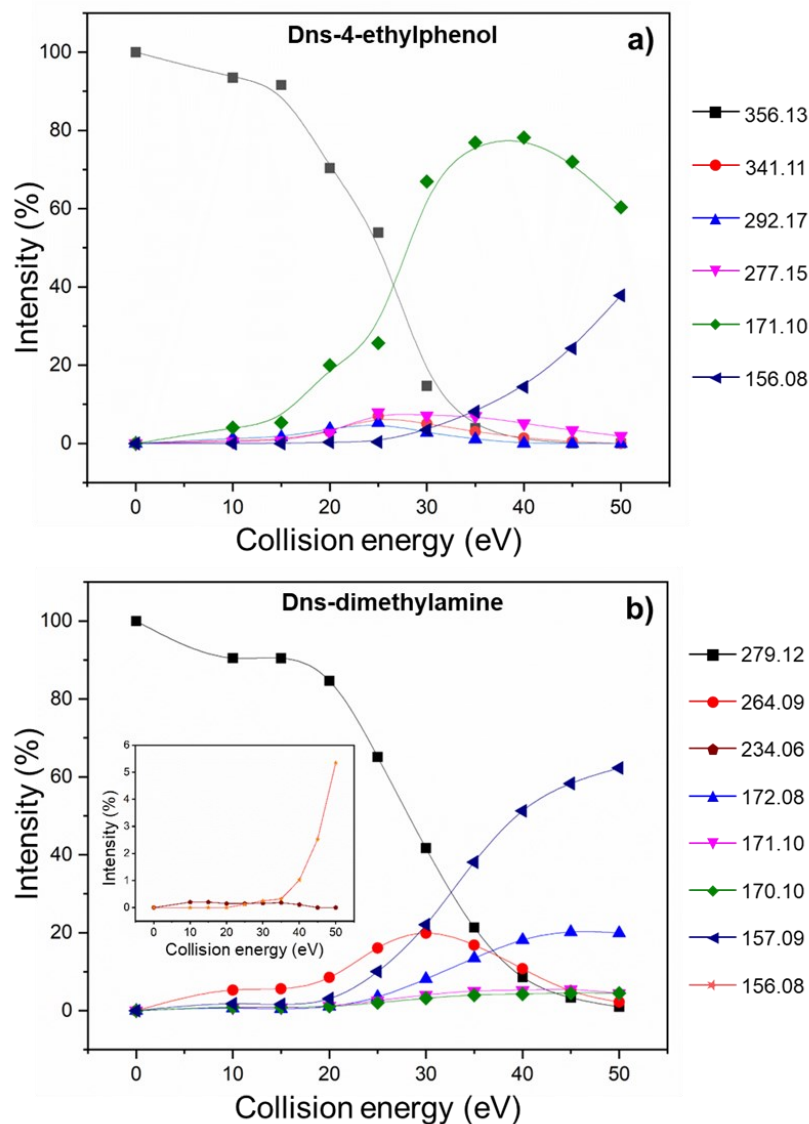 Dns-4-ethylphenol
a)
100
80
60
40
20
0
Intensity (%)
0 10 20 30 40 50
Collision energy (eV)
356.13
341.11
292.17
277.15
171.10
156.08
Dns-dimethylamine
b)
100
80
60
40
20
0
Intensity (%)
6
5
4
3
2
1
0
Intensity (%)
0 10 20 30 40 50
Collision energy (eV)
0 10 20 30 40 50
Collision energy (eV)
279.12
264.09
234.06
172.08
171.10
170.10
157.09
156.08